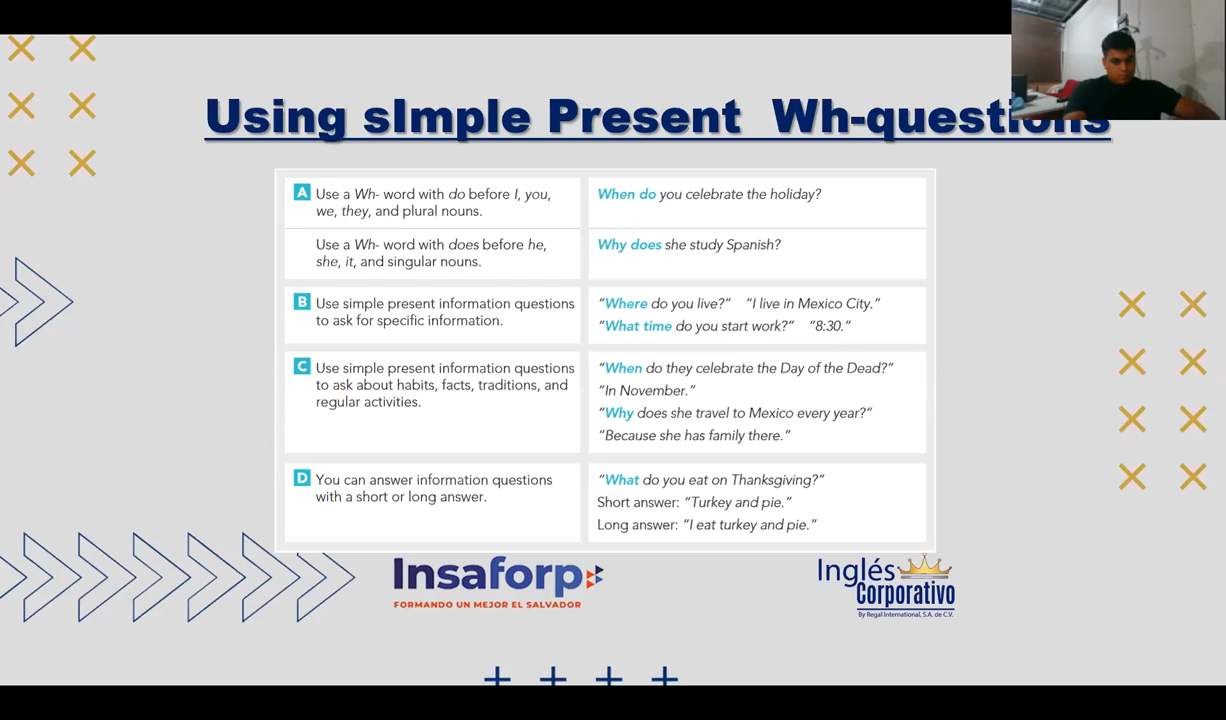 Using sImple Present Wh-questions
A Use a Wh- word with do before I, you,
we, they, and plural nouns.
When do you celebrate the holiday?
Use a Wh- word with does before he,
she, it, and singular nouns.
Why does she study Spanish?
B Use simple present information questions
to ask for specific information.
“Where do you live?” “I live in Mexico City.”
“What time do you start work?” “8:30.”
C Use simple present information questions
to ask about habits, facts, traditions, and
regular activities.
“When do they celebrate the Day of the Dead?”
“In November.”
“Why does she travel to Mexico every year?”
“Because she has family there.”
D You can answer information questions
with a short or long answer.
“What do you eat on Thanksgiving?”
Short answer: “Turkey and pie.”
Long answer: “I eat turkey and pie.”
Insaforp
FORMANDO UN MEJOR EL SALVADOR
Inglés
Corporativo
By Regal International, S.A. de C.V.